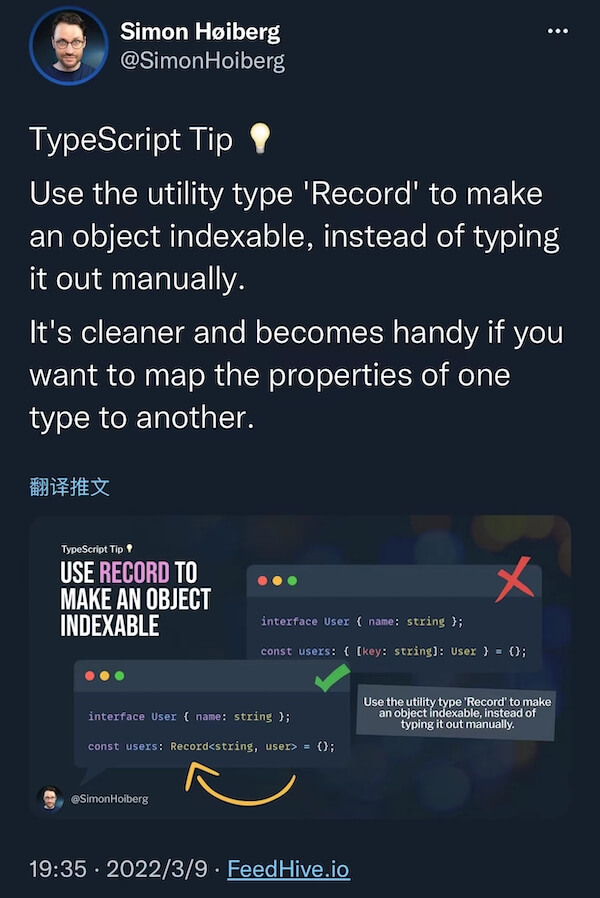 Simon Høiberg
@SimonHoiberg
TypeScript Tip 💡
Use the utility type 'Record' to make
an object indexable, instead of typing
it out manually.
It's cleaner and becomes handy if you
want to map the properties of one
type to another.
翻译推文
TypeScript Tip
USE RECORD TO
MAKE AN OBJECT
INDEXABLE
interface User { name: string };
const users: { [key: string]: User } = {};
interface User { name: string };
const users: Record<string, user> = {};
Use the utility type 'Record' to make
an object indexable, instead of
typing it out manually.
@SimonHoiberg
19:35 · 2022/3/9 · FeedHive.io